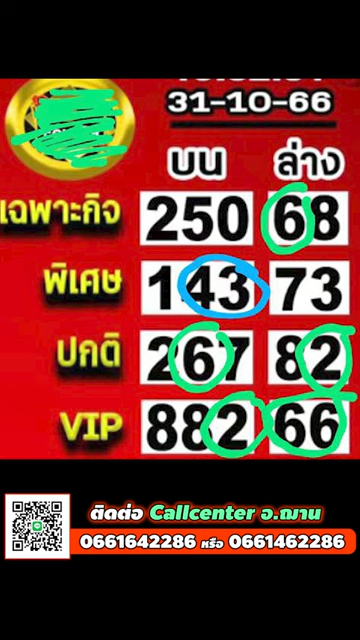 31-10-66
บน ล่าง
เฉพาะกิจ 250 68
พิเศษ 143 73
ปกติ 267 82
VIP 882 66
ติดต่อ Callcenter อ.ฌาน
0661642286 หรือ 0661462286